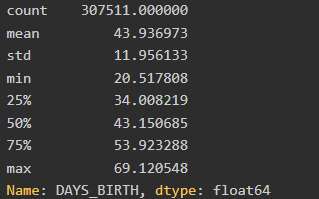 count 307511.000000
mean 43.936973
std 11.956133
min 20.517808
25% 34.008219
50% 43.150685
75% 53.923288
max 69.120548
Name: DAYS_BIRTH, dtype: float64